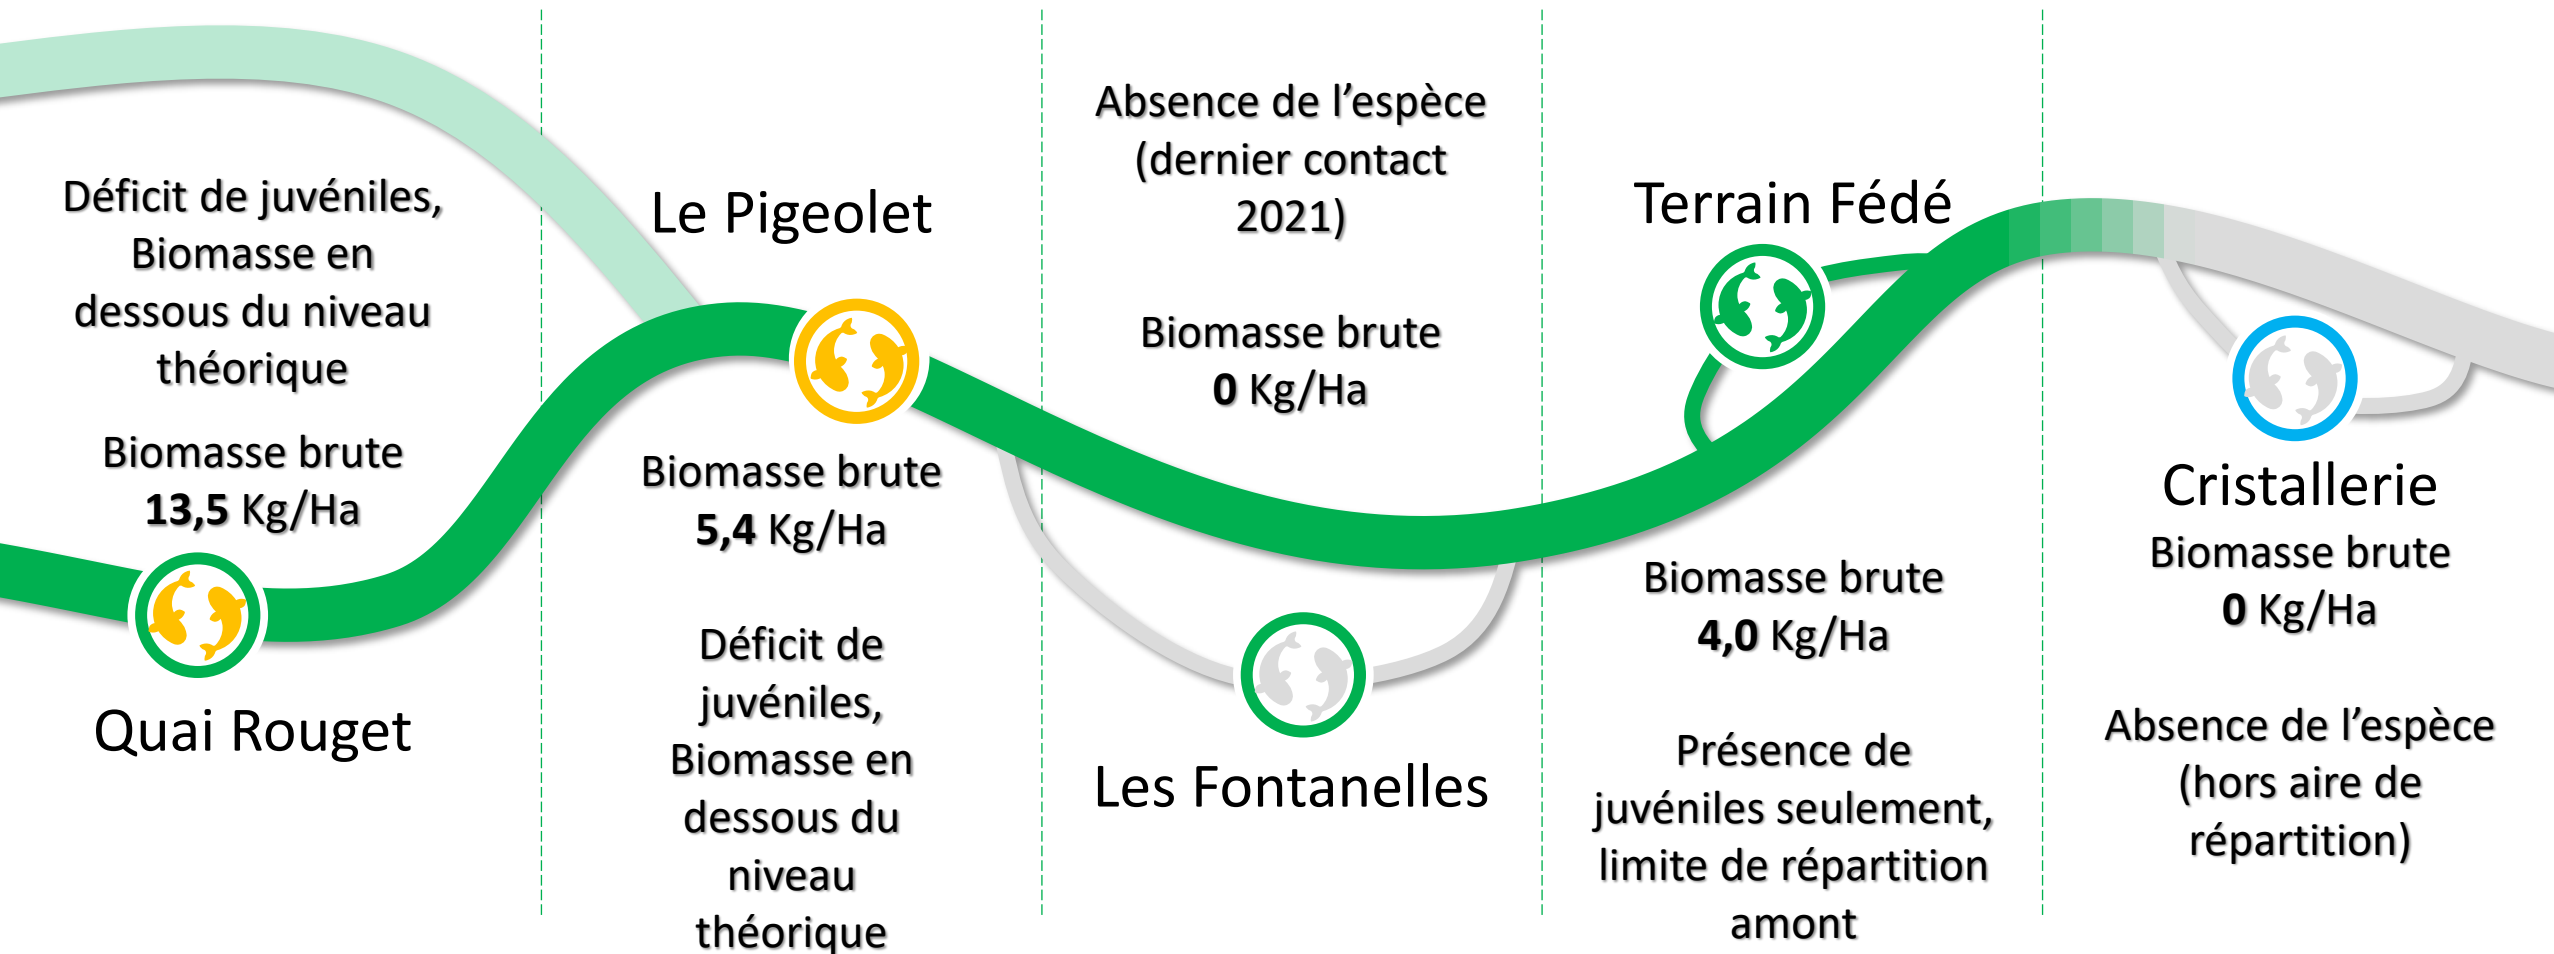 Déficit de juvéniles,
Biomasse en
dessous du niveau
théorique
Biomasse brute
13,5 Kg/Ha
Quai Rouget
Le Pigeolet
Biomasse brute
5,4 Kg/Ha
Déficit de
juvéniles,
Biomasse en
dessous du
niveau
théorique
Absence de l’espèce
(dernier contact
2021)
Biomasse brute
0 Kg/Ha
Les Fontanelles
Terrain Fédé
Biomasse brute
4,0 Kg/Ha
Présence de
juvéniles seulement,
limite de répartition
amont
Cristallerie
Biomasse brute
0 Kg/Ha
Absence de l’espèce
(hors aire de
répartition)